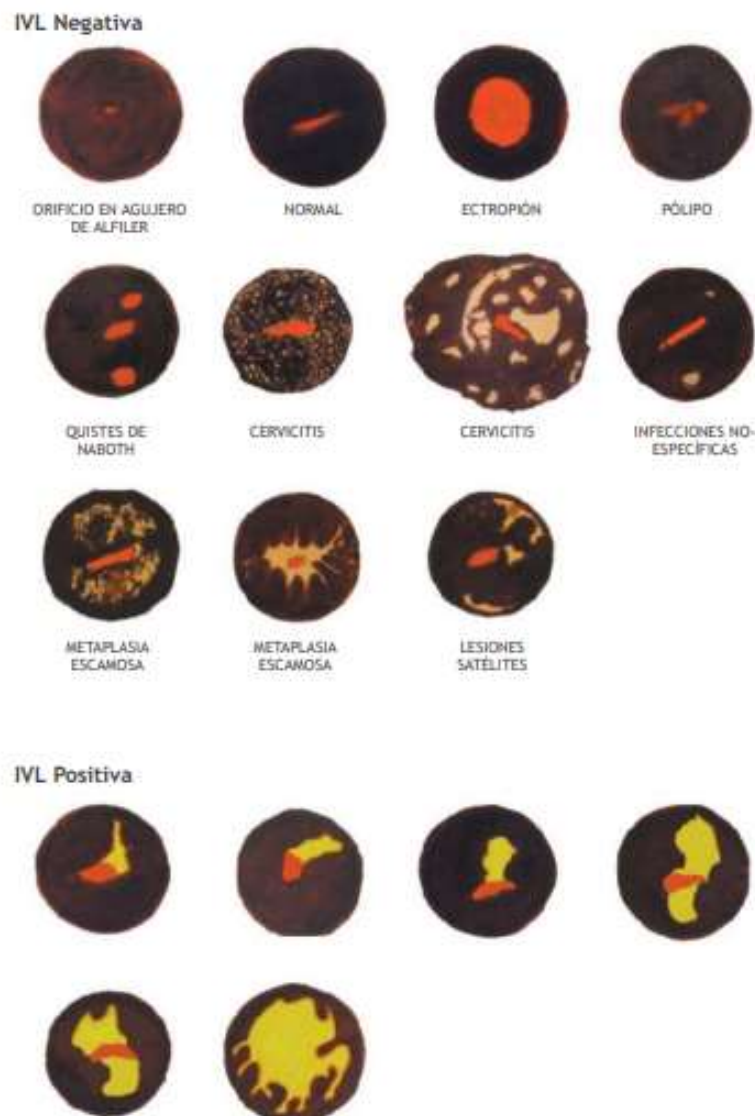 IVL Negativa
ORIFICIO EN AGUJERO
DE ALFILER
NORMAL
ECTROPIÓN
PÓLIPO
QUISTES DE
NABOTH
CERVICITIS
CERVICITIS
INFECCIONES NO-
ESPECÍFICAS
METAPLASIA
ESCAMOSA
METAPLASIA
ESCAMOSA
LESIONES
SATÉLITES
IVL Positiva